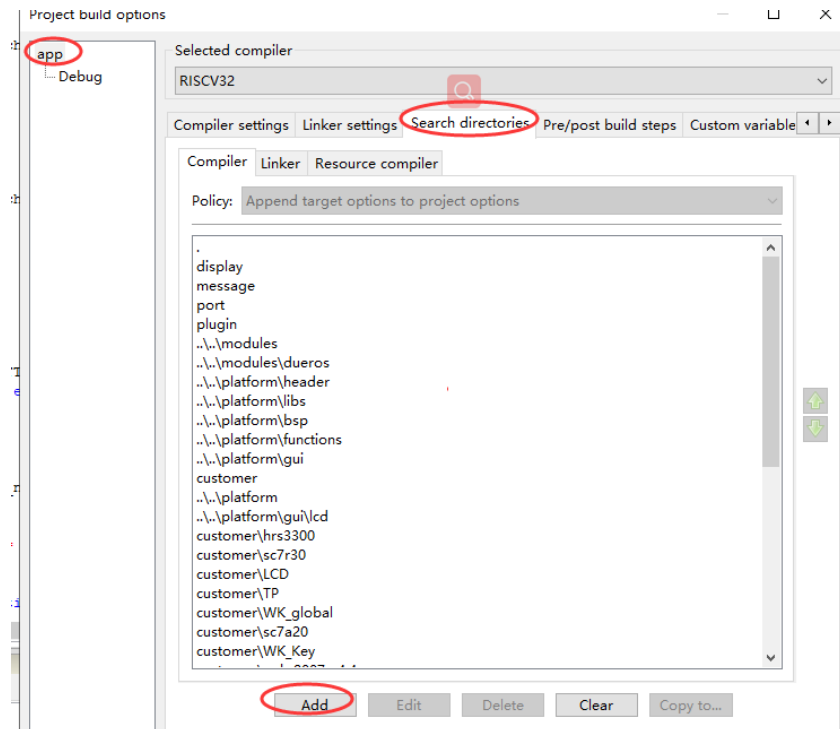 Project build options
app
Debug
Selected compiler
RISCV32
Compiler settings Linker settings Search directories Pre/post build steps Custom variable
Compiler Linker Resource compiler
Policy: Append target options to project options
.
display
message
port
plugin
..\..\modules
..\..\modules\dueros
..\..\platform\header
..\..\platform\libs
..\..\platform\bsp
..\..\platform\functions
..\..\platform\gui
customer
..\..\platform
..\..\platform\gui\lcd
customer\hrs3300
customer\sc7r30
customer\LCD
customer\TP
customer\WK_global
customer\sc7a20
customer\WK_Key
Add Edit Delete Clear Copy to...